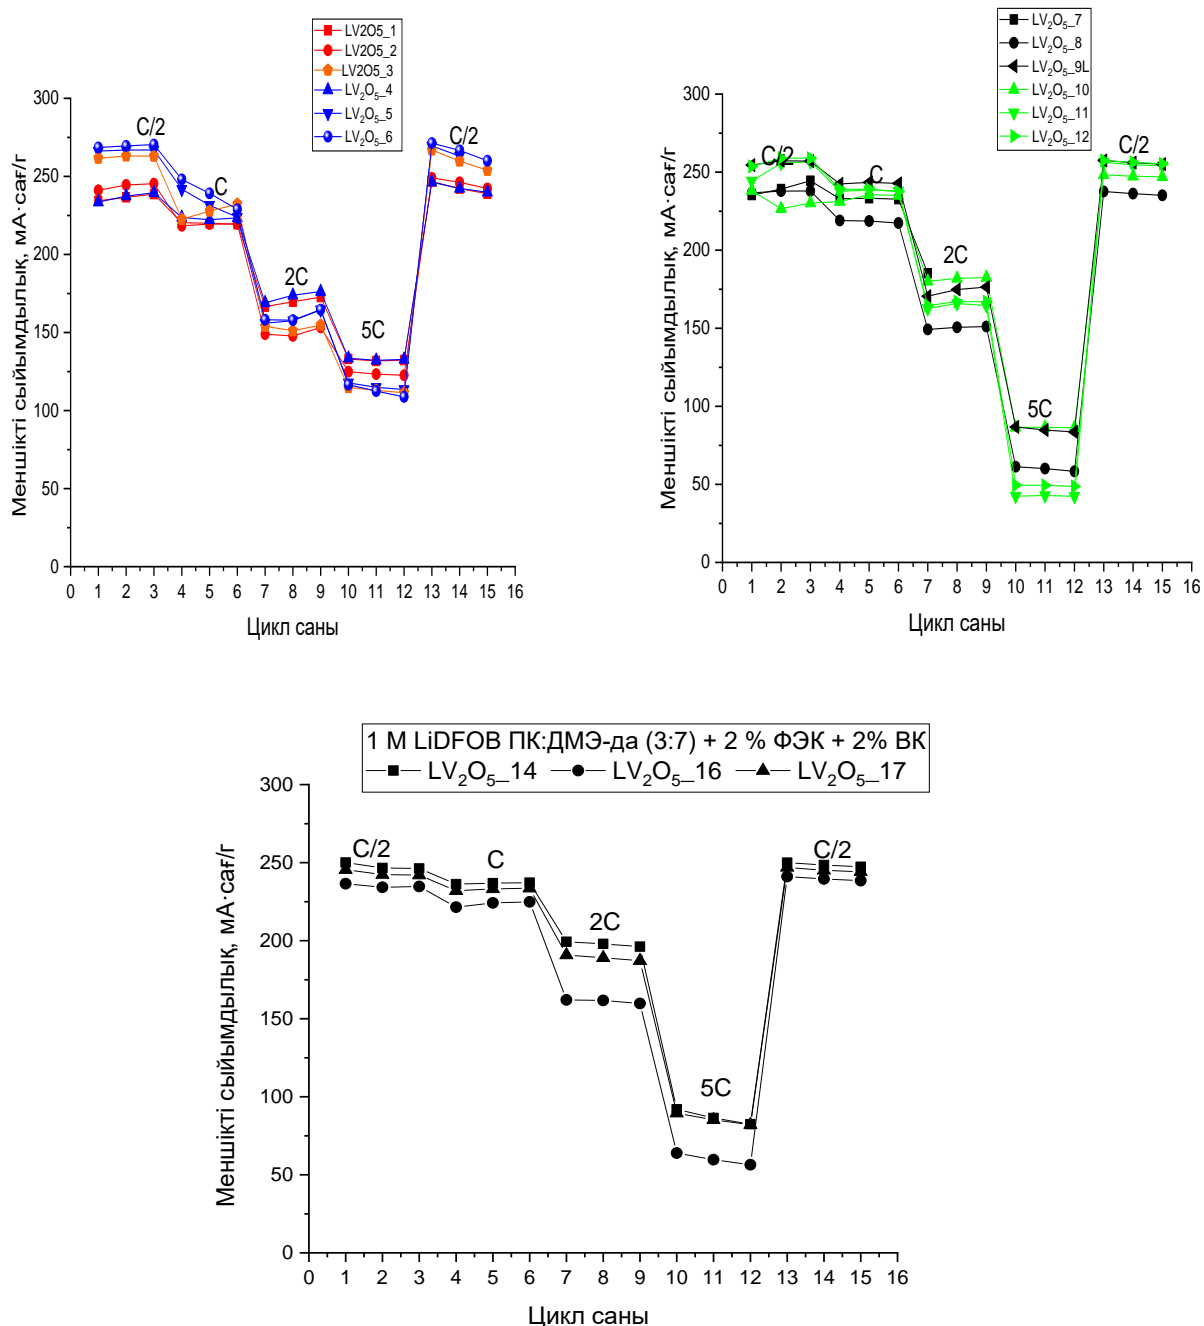 LV2O5_1
LV2O5_2
LV2O5_3
LV₂O₅_4
LV₂O₅_5
LV₂O₅_6
300
250
200
150
100
50
0
C/2
C
2C
5C
C/2
0 1 2 3 4 5 6 7 8 9 10 11 12 13 14 15 16
Меншікті сыйымдылық, мА·сағ/г
Цикл саны
LV₂O₅_7
LV₂O₅_8
LV₂O₅_9L
LV₂O₅_10
LV₂O₅_11
LV₂O₅_12
300
250
200
150
100
50
0
C/2
C
2C
5C
C/2
0 1 2 3 4 5 6 7 8 9 10 11 12 13 14 15 16
Меншікті сыйымдылық, мА·сағ/г
Цикл саны
1 M LiDFOB ПК:ДМЭ-да (3:7) + 2 % ФЭК + 2% ВК
LV₂O₅_14 LV₂O₅_16 LV₂O₅_17
300
250
200
150
100
50
0
C/2
C
2C
5C
C/2
0 1 2 3 4 5 6 7 8 9 10 11 12 13 14 15 16
Меншікті сыйымдылық, мА·сағ/г
Цикл саны